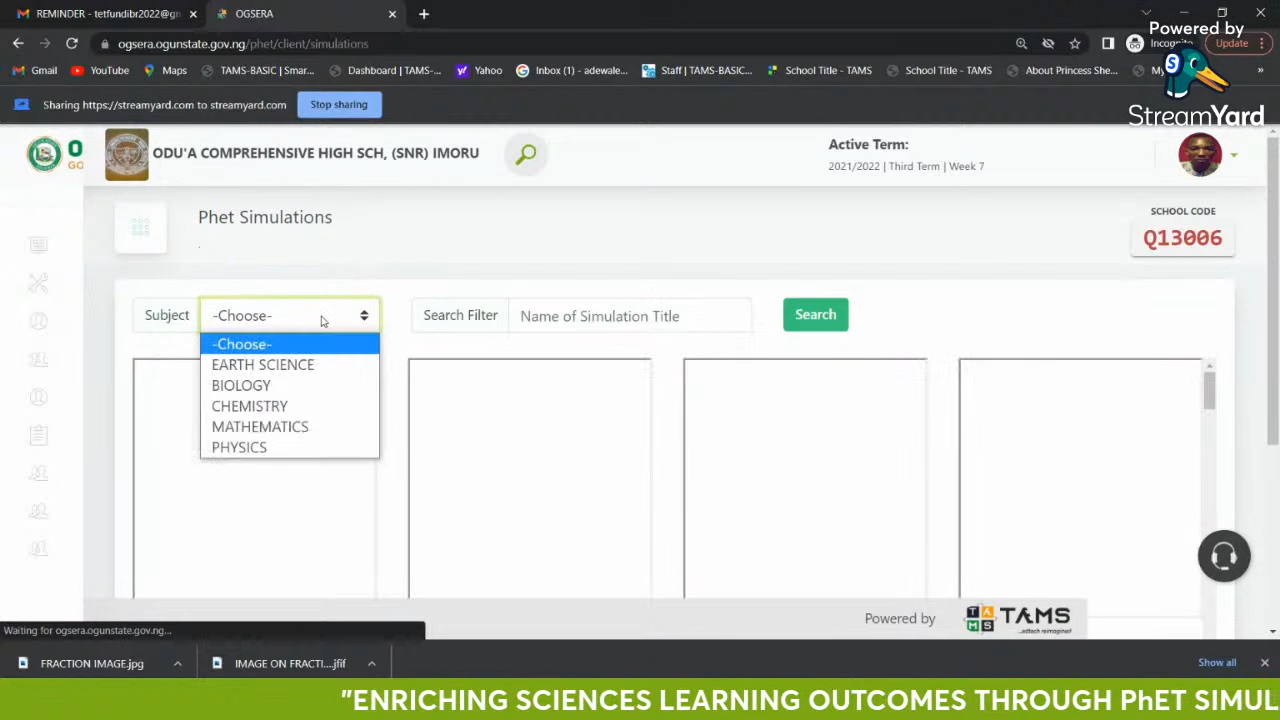 REMINDER - tetfundibr2022@gm
OGSERA
Powered by
ogsera.ogunstate.gov.ng/phet/client/simulations
Incognito
Update
Gmail
YouTube
Maps
TAMS-BASIC | Smar...
Dashboard | TAMS-...
Yahoo
Inbox (1) - adewale...
Staff | TAMS-BASC...
School Title - TAMS
School Title - TAMS
About Princess She...
Sharing https://streamyard.com to streamyard.com
Stop sharing
StreamYard
ODU'A COMPREHENSIVE HIGH SCH, (SNR) IMORU
Active Term:
2021/2022 | Third Term | Week 7
Phet Simulations
SCHOOL CODE
Q13006
Subject
-Choose-
Search Filter
Name of Simulation Title
Search
-Choose-
EARTH SCIENCE
BIOLOGY
CHEMISTRY
MATHEMATICS
PHYSICS
Powered by
TAMS
...edtech reimagined!
Waiting for ogsera.ogunstate.gov.ng...
FRACTION IMAGE.jpg
IMAGE ON FRACTI....jfif
Show all
"ENRICHING SCIENCES LEARNING OUTCOMES THROUGH PhET SIMUL